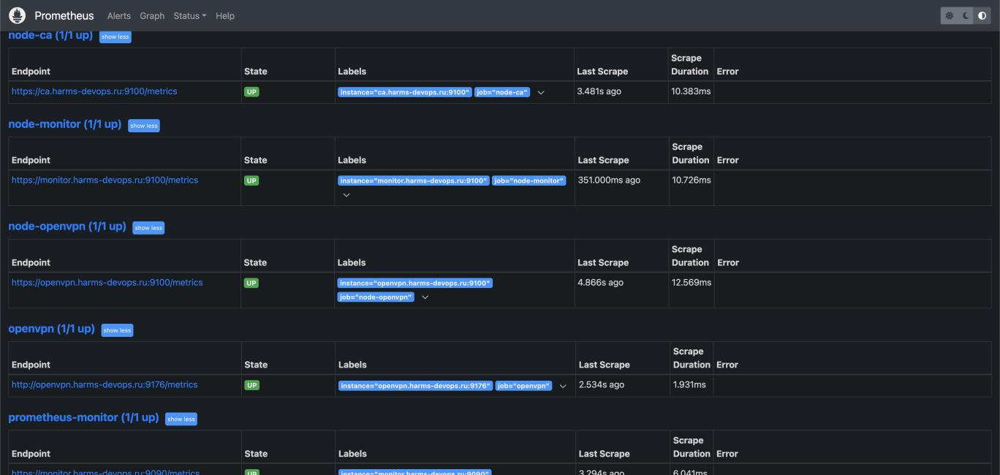 Prometheus Alerts Graph Status Help
node-ca (1/1 up) show less
Endpoint State Labels Last Scrape Scrape Duration Error
https://ca.harms-devops.ru:9100/metrics UP instance="ca.harms-devops.ru:9100" job="node-ca" 3.481s ago 10.383ms
node-monitor (1/1 up) show less
Endpoint State Labels Last Scrape Scrape Duration Error
https://monitor.harms-devops.ru:9100/metrics UP instance="monitor.harms-devops.ru:9100" job="node-monitor" 351.000ms ago 10.726ms
node-openvpn (1/1 up) show less
Endpoint State Labels Last Scrape Scrape Duration Error
https://openvpn.harms-devops.ru:9100/metrics UP instance="openvpn.harms-devops.ru:9100" 4.866s ago 12.569ms
job="node-openvpn"
openvpn (1/1 up) show less
Endpoint State Labels Last Scrape Scrape Duration Error
http://openvpn.harms-devops.ru:9176/metrics UP instance="openvpn.harms-devops.ru:9176" job="openvpn" 2.534s ago 1.931ms
prometheus-monitor (1/1 up) show less
Endpoint State Labels Last Scrape Scrape Duration Error
https://monitor.harms-devops.ru:9090/metrics UP instance="monitor.harms-devops.ru:9090" 3.294s ago 6.041ms